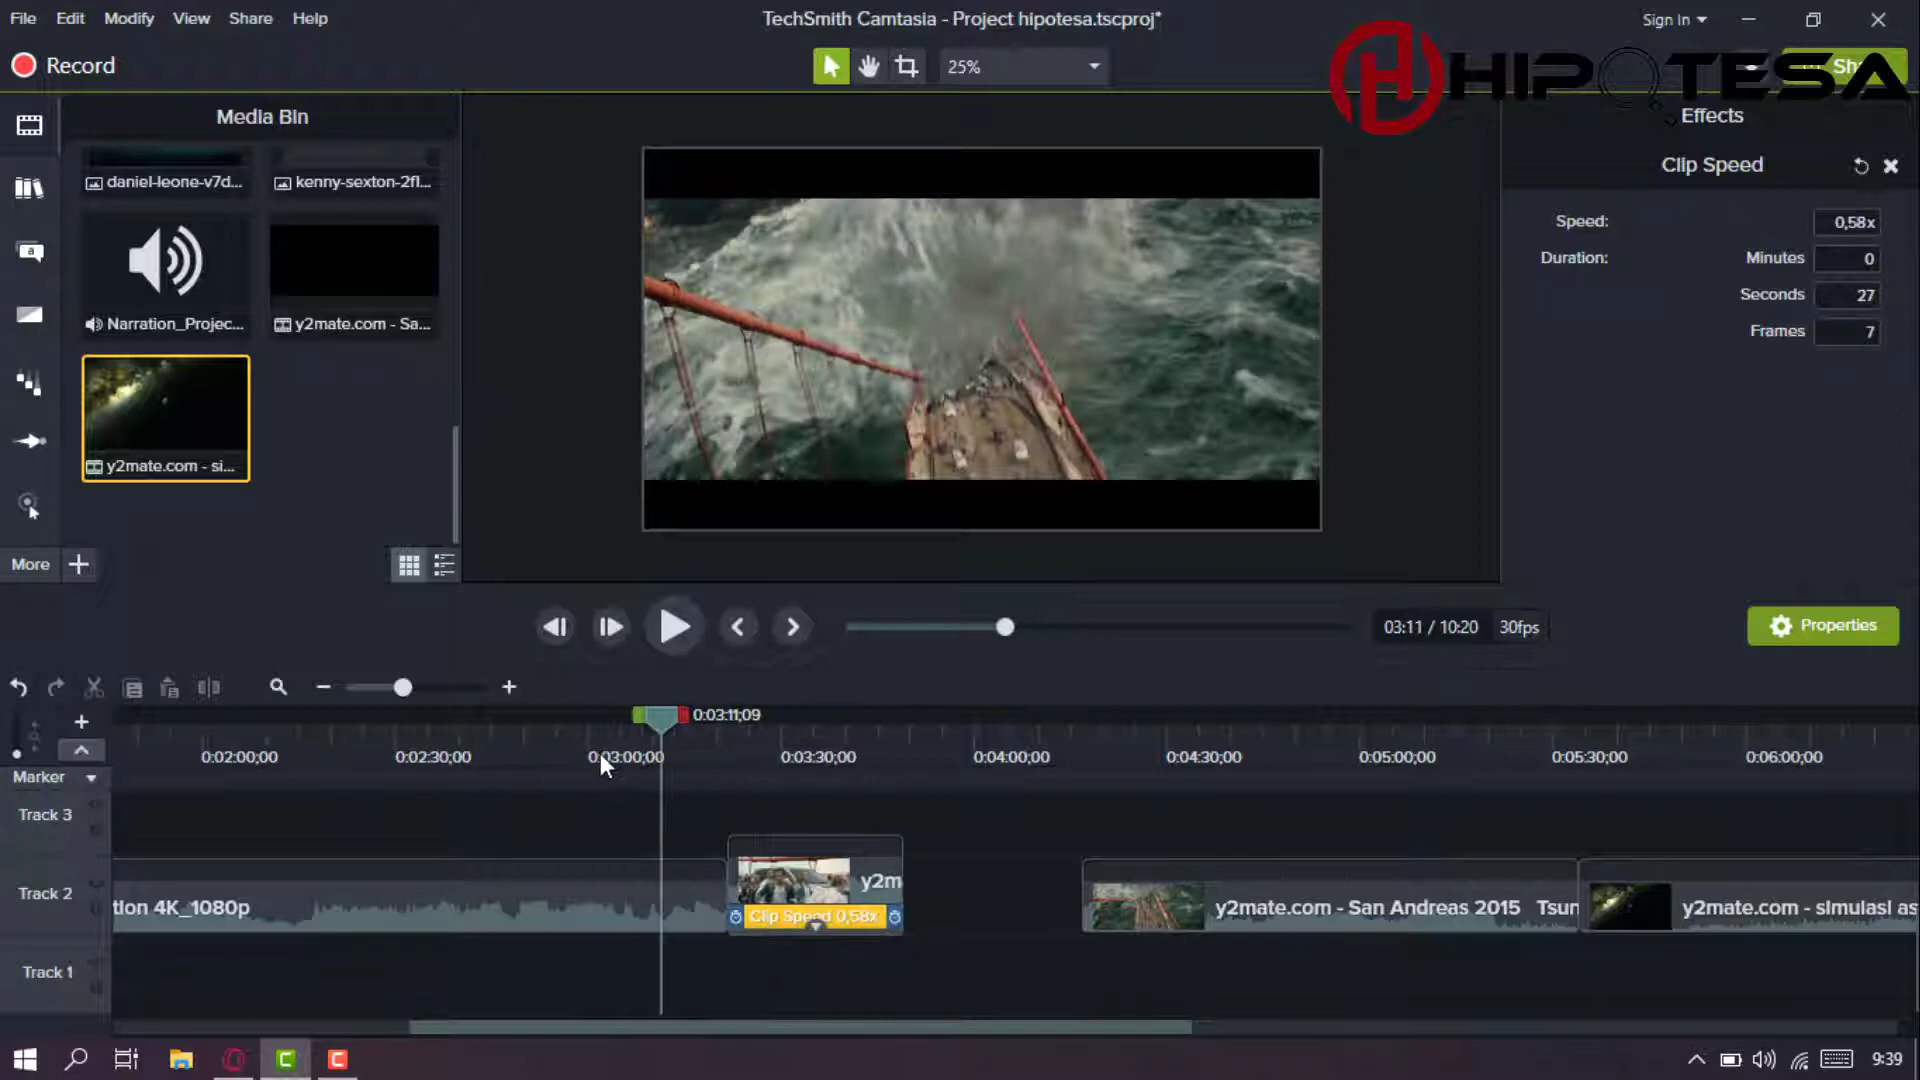 File Edit Modify View Share Help
TechSmith Camtasia - Project hipotesa.tscproj*
Sign In
Record
25%
HIPOTESA
Media Bin
Effects
Clip Speed
daniel-leone-v7d...
kenny-sexton-2fl...
Speed: 0,58x
Duration: Minutes 0
Seconds 27
Frames 7
Narration_Projec...
y2mate.com - Sa...
y2mate.com - si...
More
03:11 / 10:20 30fps
Properties
0:03:11;09
0:02:00;00 0:02:30;00 0:03:00;00 0:03:30;00 0:04:00;00 0:04:30;00 0:05:00;00 0:05:30;00 0:06:00;00
Marker
Track 3
Track 2
tion 4K_1080p
y2m
Clip Speed 0,58x
y2mate.com - San Andreas 2015 Tsun
y2mate.com - simulasi as
Track 1
9:39